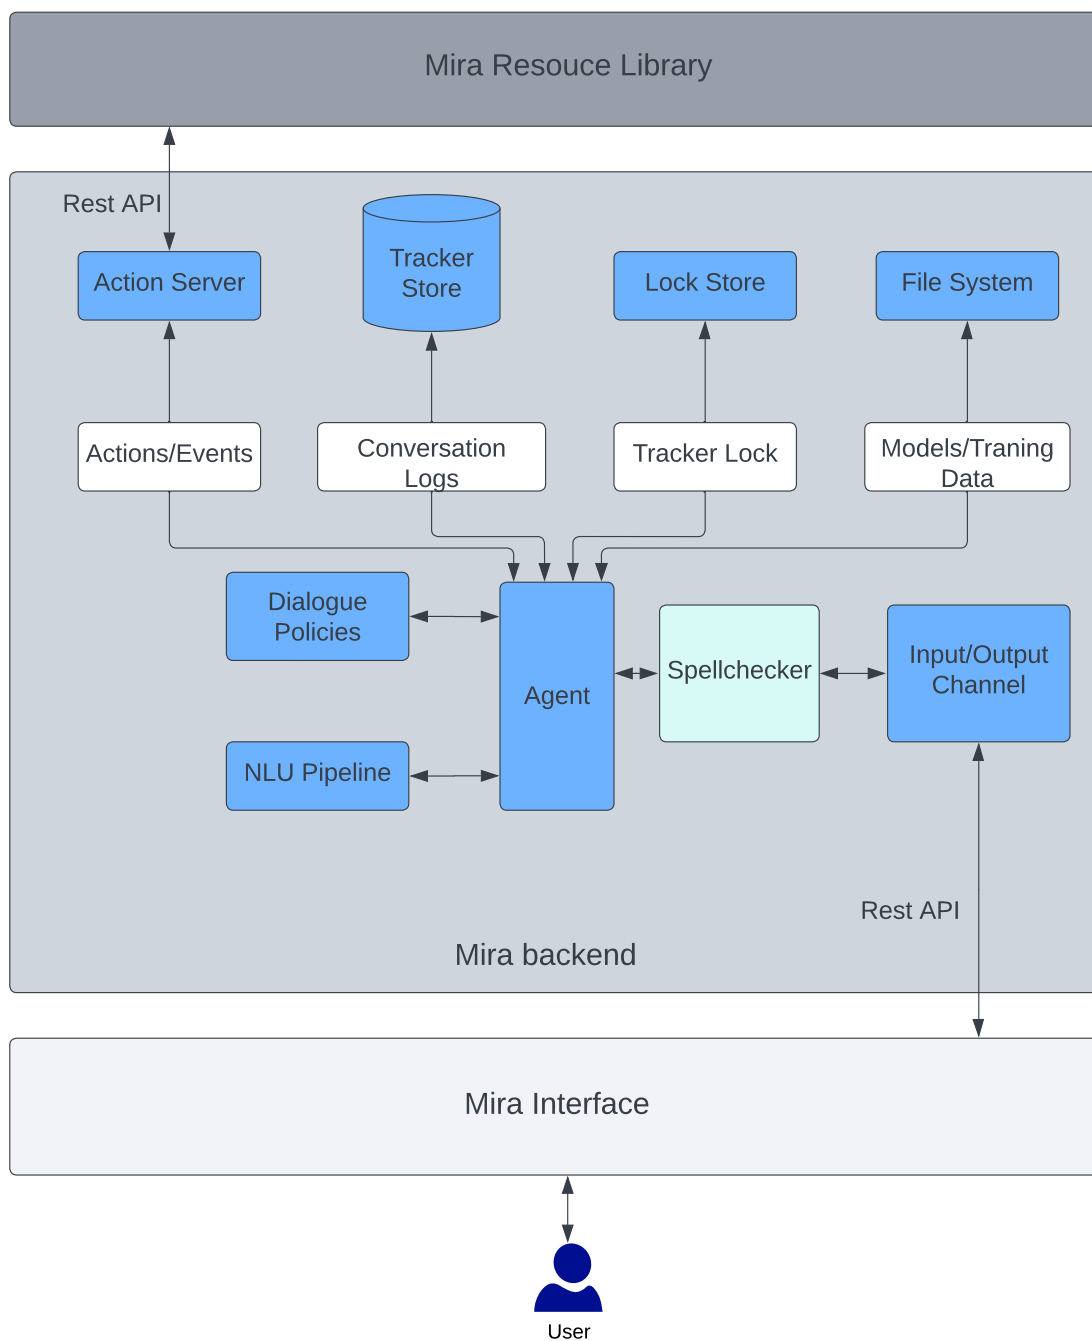 Mira Resouce Library
Rest API
Action Server
Tracker
Store
Lock Store
File System
Actions/Events
Conversation
Logs
Tracker Lock
Models/Traning
Data
Dialogue
Policies
Agent
Spellchecker
Input/Output
Channel
NLU Pipeline
Rest API
Mira backend
Mira Interface
User